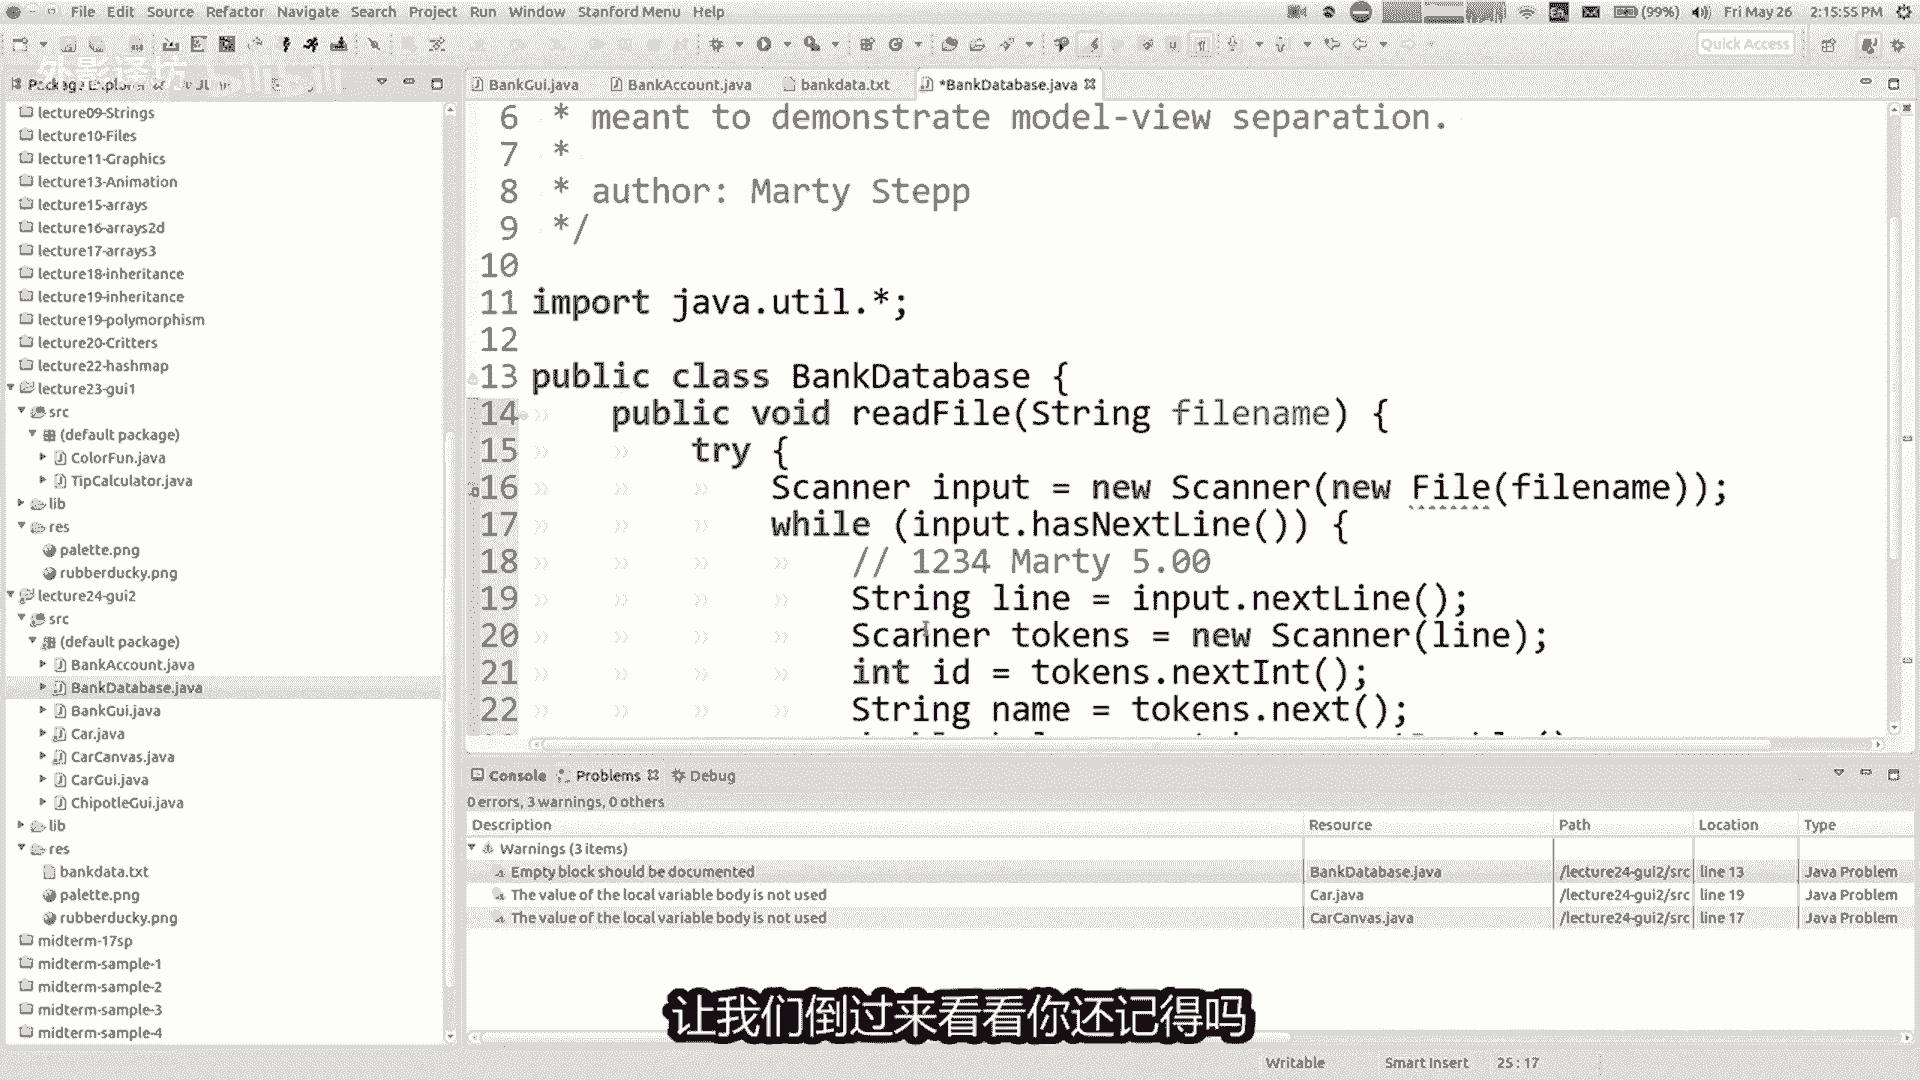 File Edit Source Refactor Navigate Search Project Run Window Stanford Menu Help
(99%) Fri May 26 2:15:55 PM
Quick Access
外影译坊 bilibili
Package Explorer
BankGui.java BankAccount.java bankdata.txt *BankDatabase.java
lecture09-Strings
lecture10-Files
lecture11-Graphics
lecture13-Animation
lecture15-arrays
lecture16-arrays2d
lecture17-arrays3
lecture18-inheritance
lecture19-inheritance
lecture19-polymorphism
lecture20-Critters
lecture22-hashmap
lecture23-gui1
src
(default package)
ColorFun.java
TipCalculator.java
lib
res
palette.png
rubberducky.png
lecture24-gui2
src
(default package)
BankAccount.java
BankDatabase.java
BankGui.java
Car.java
CarCanvas.java
CarGui.java
ChipotleGui.java
lib
res
bankdata.txt
palette.png
rubberducky.png
midterm-17sp
midterm-sample-1
midterm-sample-2
midterm-sample-3
midterm-sample-4
6 * meant to demonstrate model-view separation.
7 *
8 * author: Marty Stepp
9 */
10
11 import java.util.*;
12
13 public class BankDatabase {
14 public void readFile(String filename) {
15 try {
16 Scanner input = new Scanner(new File(filename));
17 while (input.hasNextLine()) {
18 // 1234 Marty 5.00
19 String line = input.nextLine();
20 Scanner tokens = new Scanner(line);
21 int id = tokens.nextInt();
22 String name = tokens.next();
Console Problems Debug
0 errors, 3 warnings, 0 others
Description Resource Path Location Type
Warnings (3 items)
Empty block should be documented BankDatabase.java /lecture24-gui2/src line 13 Java Problem
The value of the local variable body is not used Car.java /lecture24-gui2/src line 19 Java Problem
The value of the local variable body is not used CarCanvas.java /lecture24-gui2/src line 17 Java Problem
让我们倒过来看看你还记得吗
Writable Smart Insert 25 : 17